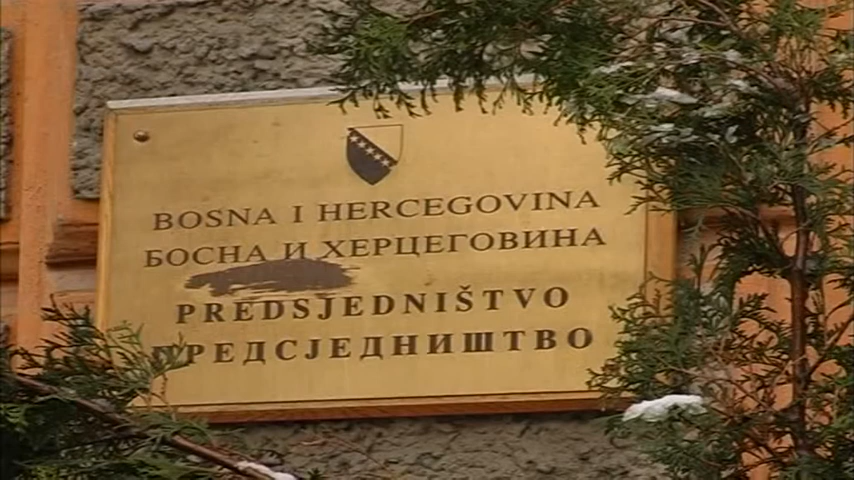 BOSNA I HERCEGOVINA
БОСНА И ХЕРЦЕГОВИНА
PREDSJEDNIŠTVO
ПРЕДСЈЕДНИШТВО